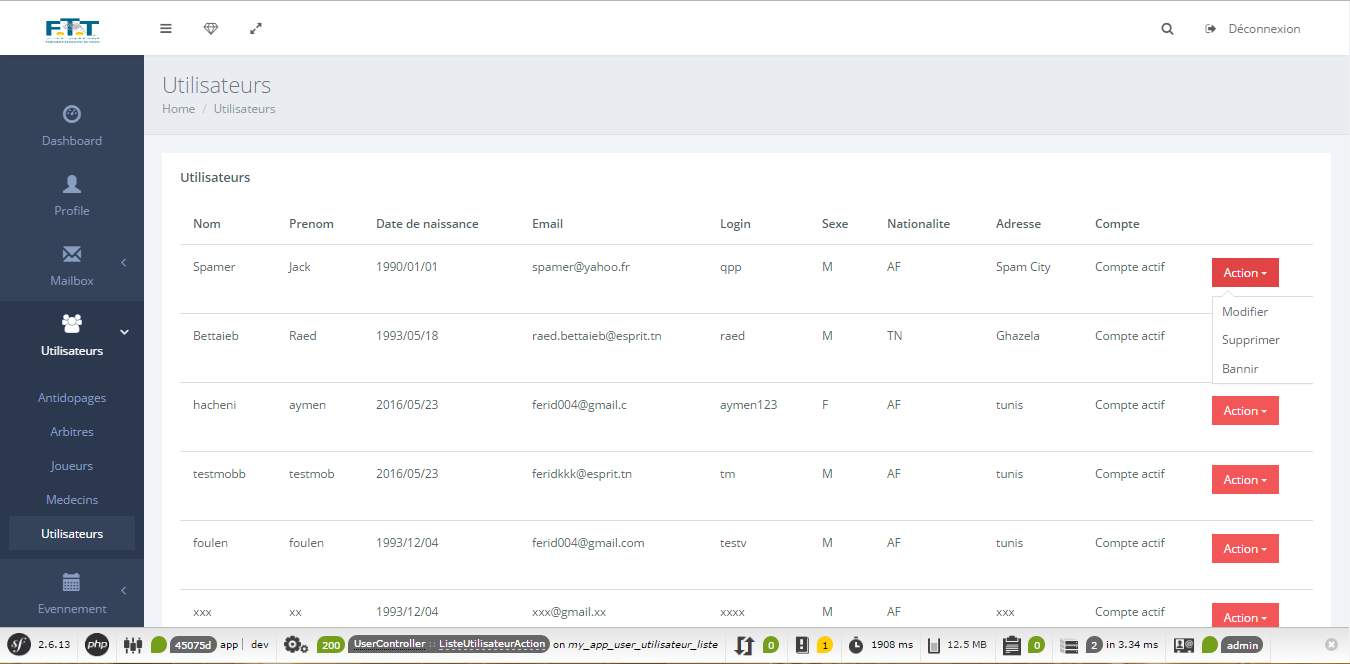 FTT
Déconnexion
Utilisateurs
Home / Utilisateurs
Dashboard
Profile
Mailbox
Utilisateurs
Antidopages
Arbitres
Joueurs
Medecins
Utilisateurs
Evennement
Utilisateurs
Nom Prenom Date de naissance Email Login Sexe Nationalite Adresse Compte
Spamer Jack 1990/01/01 spamer@yahoo.fr qpp M AF Spam City Compte actif Action
Modifier
Supprimer
Bannir
Bettaieb Raed 1993/05/18 raed.bettaieb@esprit.tn raed M TN Ghazela Compte actif
hacheni aymen 2016/05/23 ferid004@gmail.c aymen123 F AF tunis Compte actif Action
testmobb testmob 2016/05/23 feridkkk@esprit.tn tm M AF tunis Compte actif Action
foulen foulen 1993/12/04 ferid004@gmail.com testv M AF tunis Compte actif Action
xxx xx 1993/12/04 xxx@gmail.xx xxxx M AF xxx Compte actif Action
sf 2.6.13 php 45075d app dev 200 UserController :: ListeUtilisateurAction on my_app_user_utilisateur_liste 0 1 1908 ms 12.5 MB 0 2 in 3.34 ms admin